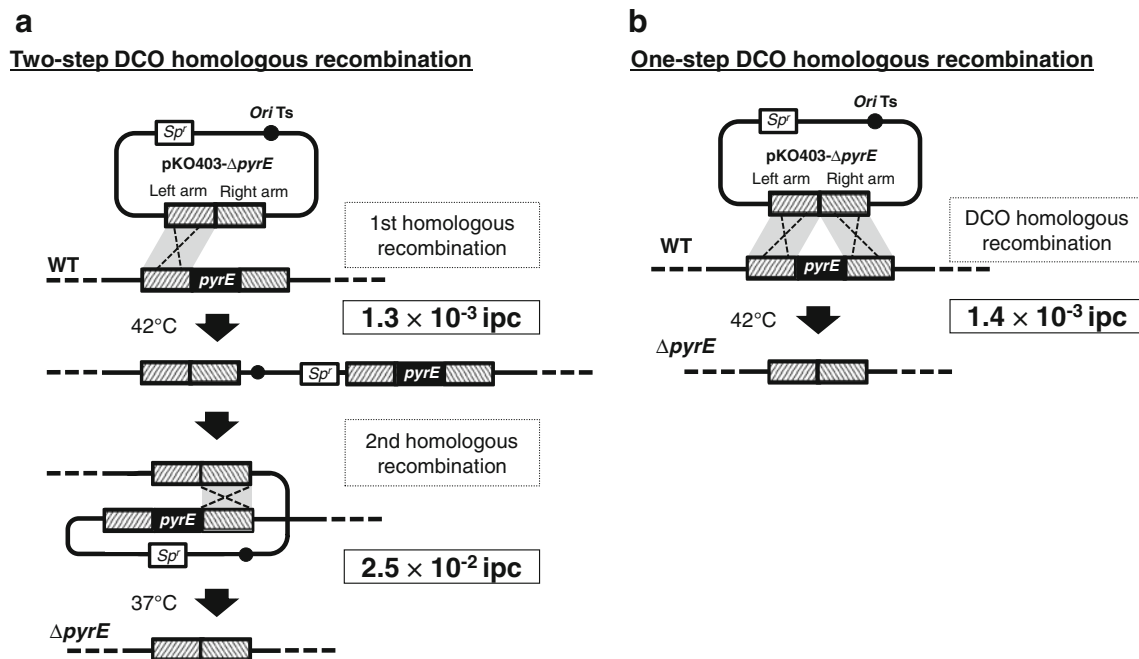 a
Two-step DCO homologous recombination
Ori Ts
Spʳ
pKO403-ΔpyrE
Left arm Right arm
1st homologous
recombination
WT
pyrE
42°C
1.3 × 10⁻³ ipc
Spʳ
pyrE
2nd homologous
recombination
pyrE
Spʳ
2.5 × 10⁻² ipc
37°C
ΔpyrE
b
One-step DCO homologous recombination
Ori Ts
Spʳ
pKO403-ΔpyrE
Left arm Right arm
DCO homologous
recombination
WT
pyrE
42°C
1.4 × 10⁻³ ipc
ΔpyrE